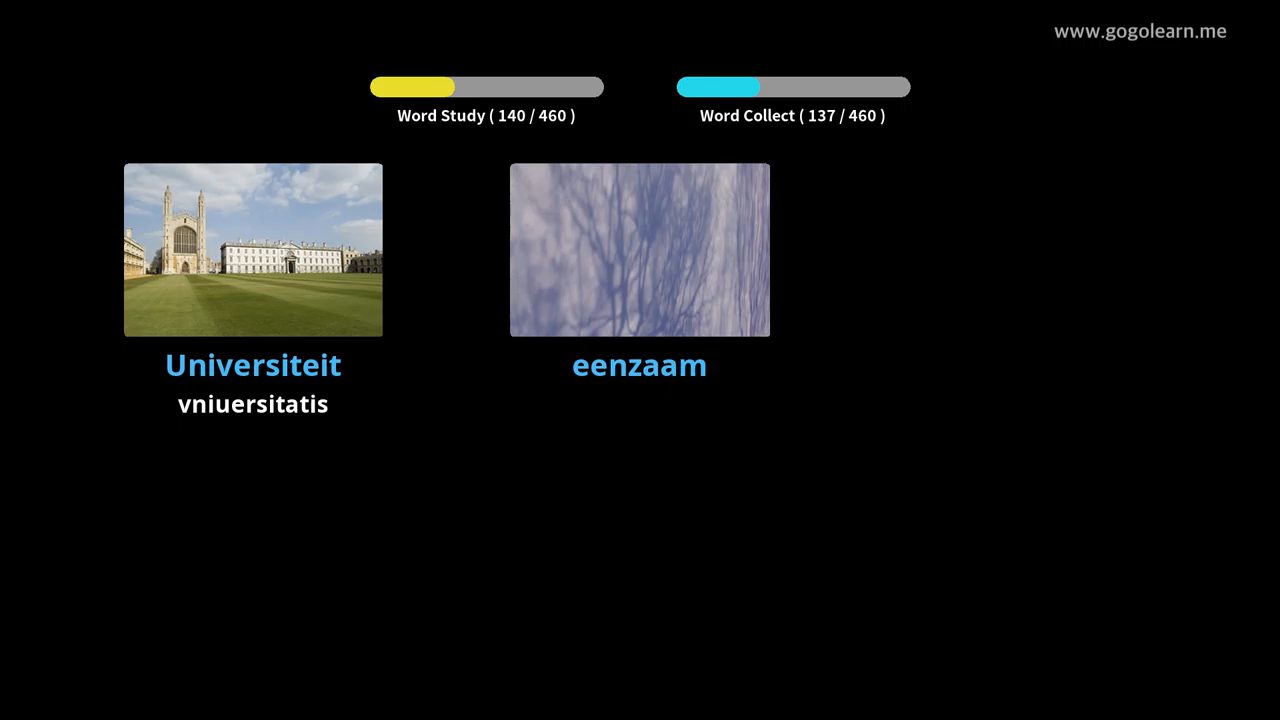 www.gogolearn.me
Word Study ( 140 / 460 )
Word Collect ( 137 / 460 )
Universiteit
vniuersitatis
eenzaam